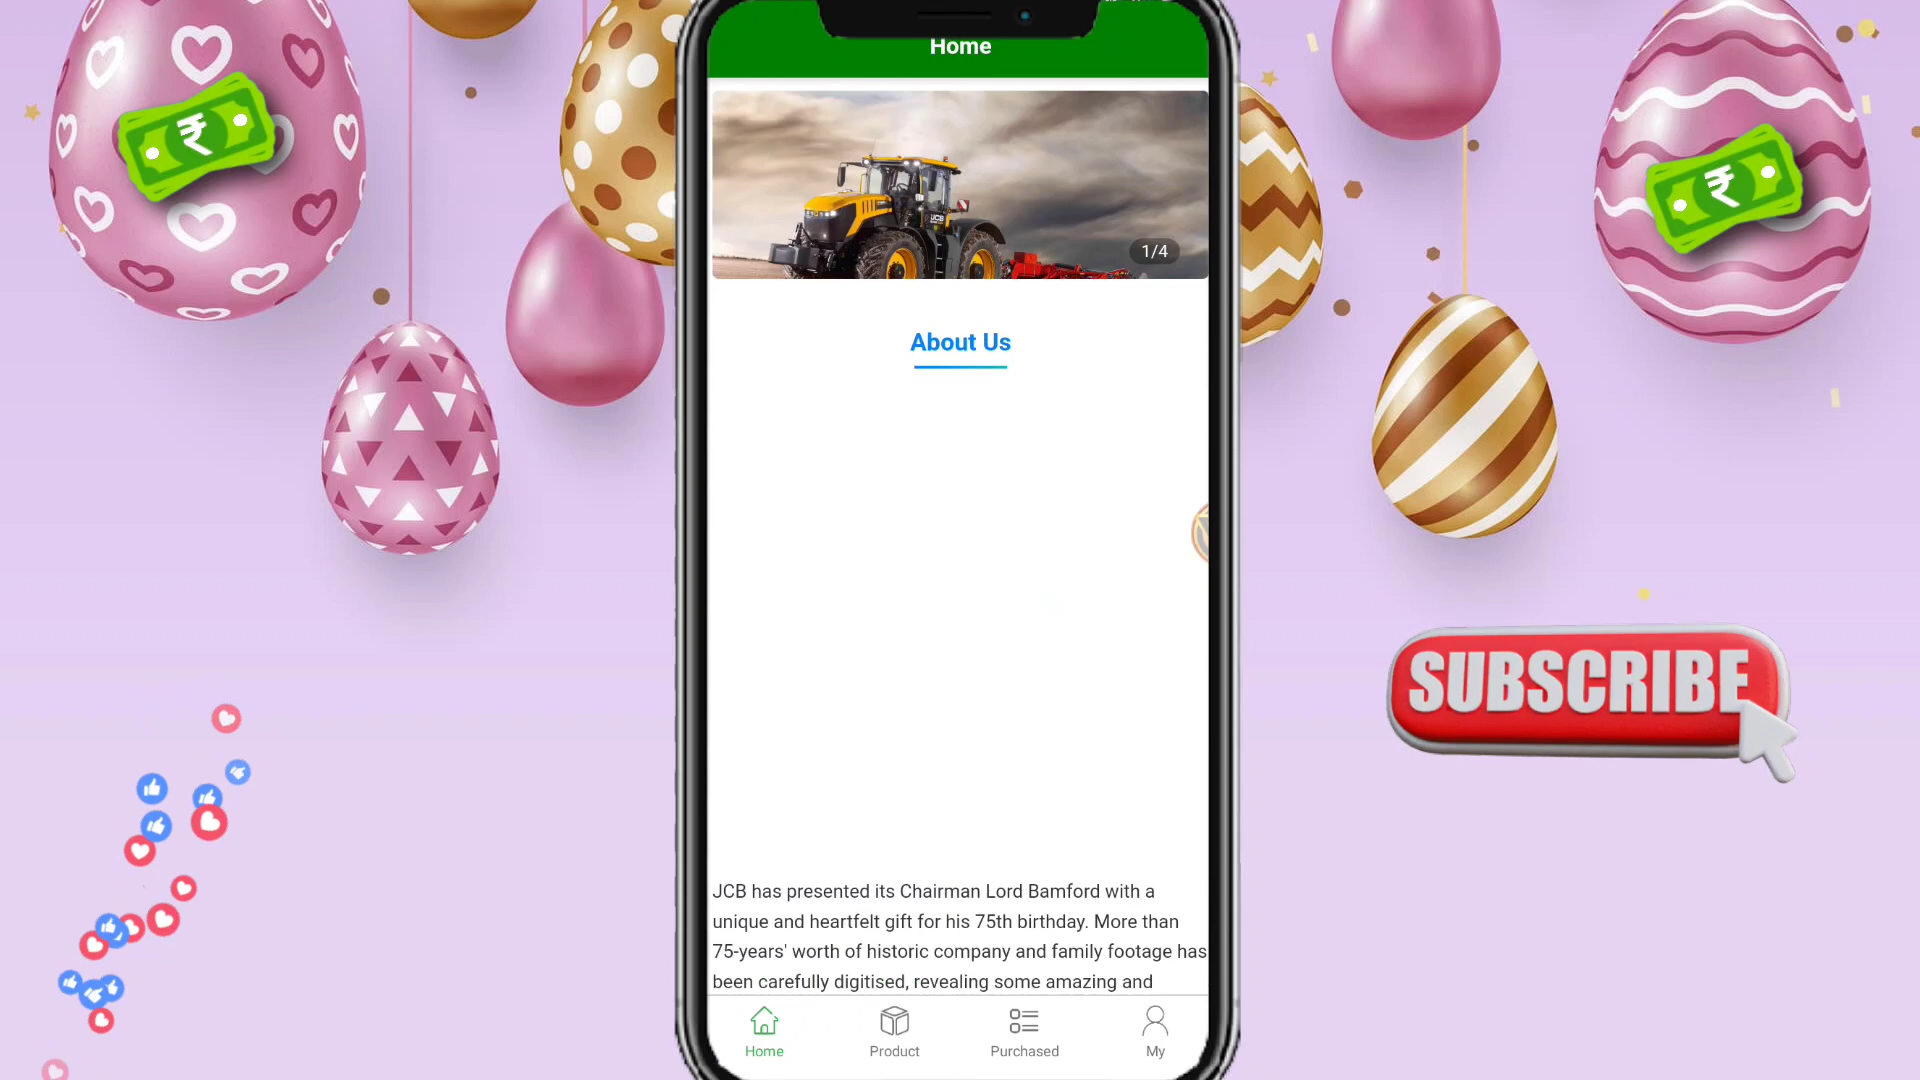 Home
₹
₹
JCB
1/4
About Us
SUBSCRIBE
JCB has presented its Chairman Lord Bamford with a
unique and heartfelt gift for his 75th birthday. More than
75-years' worth of historic company and family footage has
been carefully digitised, revealing some amazing and
Home
Product
Purchased
My